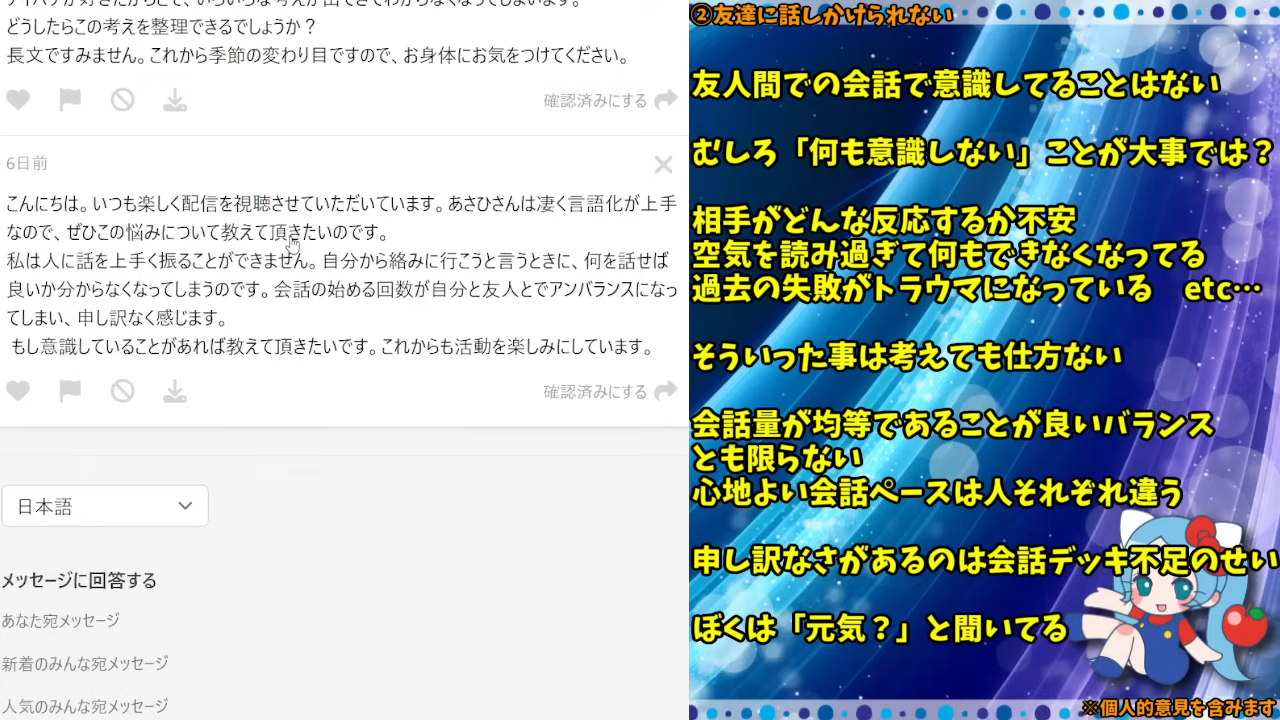 どうしたらこの考えを整理できるでしょうか？
長文ですみません。これから季節の変わり目ですので、お身体にお気をつけてください。
確認済みにする
6日前
こんにちは。いつも楽しく配信を視聴させていただいています。あさひさんは凄く言語化が上手
なので、ぜひこの悩みについて教えて頂きたいのです。
私は人に話を上手く振ることができません。自分から絡みに行こうと言うときに、何を話せば
良いか分からなくなってしまうのです。会話の始める回数が自分と友人とでアンバランスになっ
てしまい、申し訳なく感じます。
もし意識していることがあれば教えて頂きたいです。これからも活動を楽しみにしています。
確認済みにする
日本語
メッセージに回答する
あなた宛メッセージ
新着のみんな宛メッセージ
人気のみんな宛メッセージ
②友達に話しかけられない
友人間での会話で意識してることはない
むしろ「何も意識しない」ことが大事では？
相手がどんな反応するか不安
空気を読み過ぎて何もできなくなってる
過去の失敗がトラウマになっている　etc…
そういった事は考えても仕方ない
会話量が均等であることが良いバランス
とも限らない
心地よい会話ペースは人それぞれ違う
申し訳なさがあるのは会話デッキ不足のせい
ぼくは「元気？」と聞いてる
※個人的意見を含みます